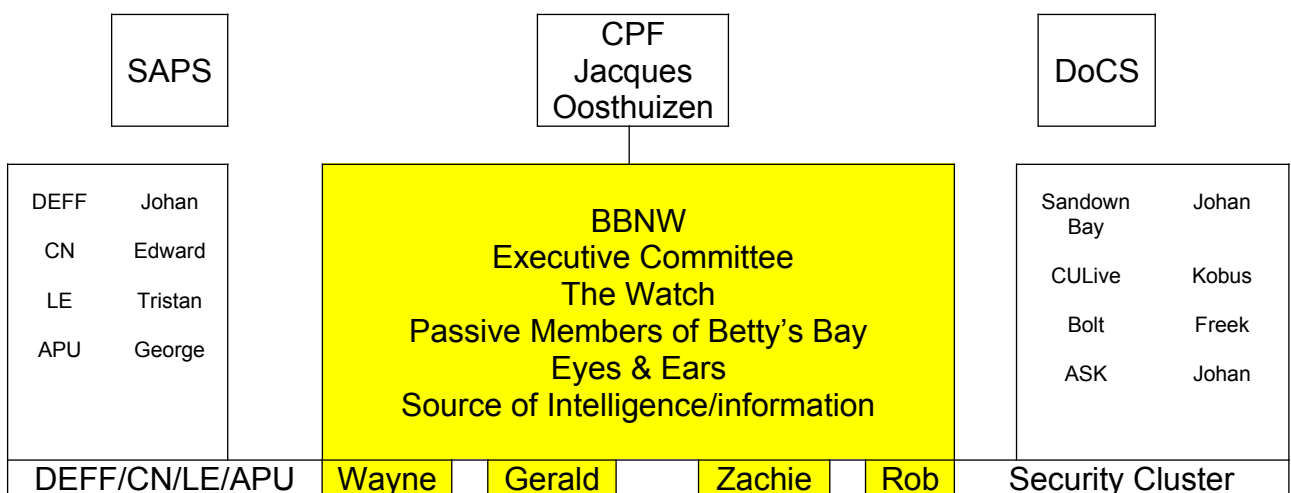 SAPS
CPF
Jacques
Oosthuizen
DoCS
DEFF Johan
CN Edward
LE Tristan
APU George
BBNW
Executive Committee
The Watch
Passive Members of Betty’s Bay
Eyes & Ears
Source of Intelligence/information
Sandown Johan
Bay
CULive Kobus
Bolt Freek
ASK Johan
DEFF/CN/LE/APU Wayne Gerald Zachie Rob Security Cluster